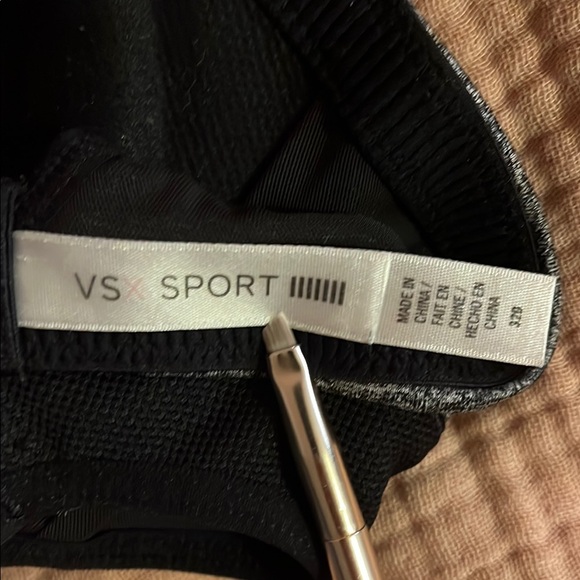 VSX SPORT
MADE IN
CHINA /
FAIT EN
CHINE /
HECHO EN
CHINA
329